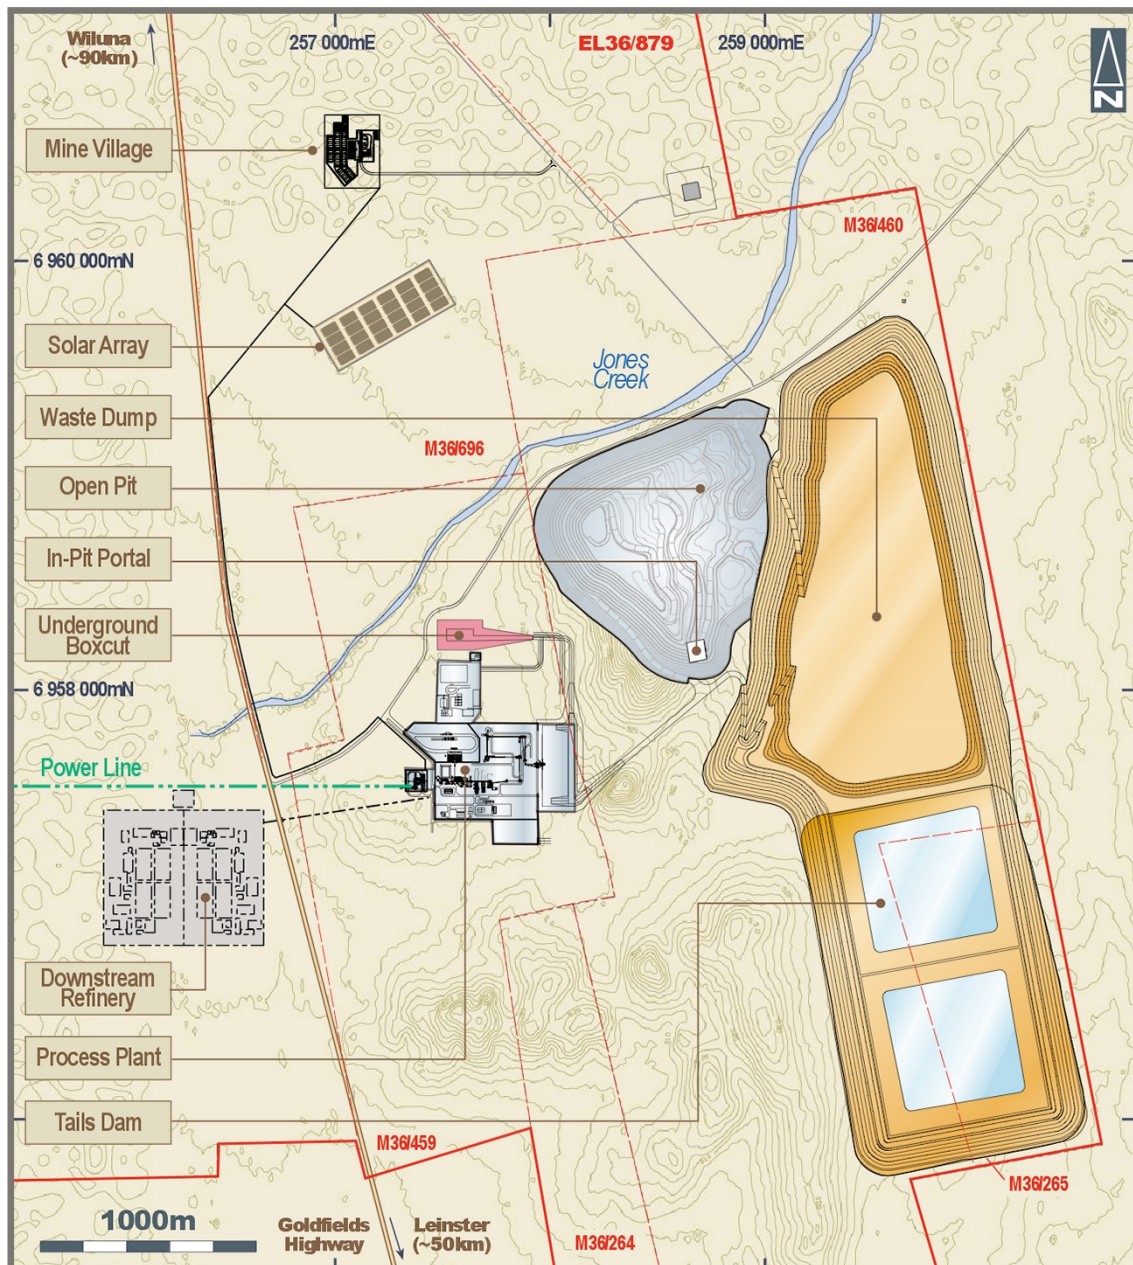 Wiluna
(~90km)
257 000mE
EL36/879
259 000mE
N
Mine Village
M36/460
6 960 000mN
Solar Array
Jones
Creek
Waste Dump
M36/696
Open Pit
In-Pit Portal
Underground
Boxcut
6 958 000mN
Power Line
Downstream
Refinery
Process Plant
Tails Dam
M36/459
M36/265
1000m
Goldfields
Highway
Leinster
(~50km)
M36/264